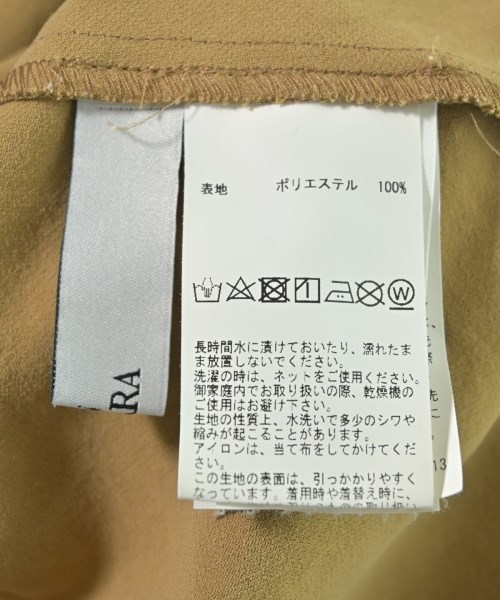 表地 ポリエステル 100%
W
長時間水に漬けておいたり、濡れたま
ま放置しないでください。
洗濯の時は、ネットをご使用ください。
御家庭内でお取り扱いの際、乾燥機の
ご使用はお避け下さい。
生地の性質上、水洗いで多少のシワや
縮みが起こることがあります。
アイロンは、当て布をしてかけてくだ
さい。
この生地の表面は、引っかかりやすく
なっています。着用時や着替え時に、
ARA
際
先
13